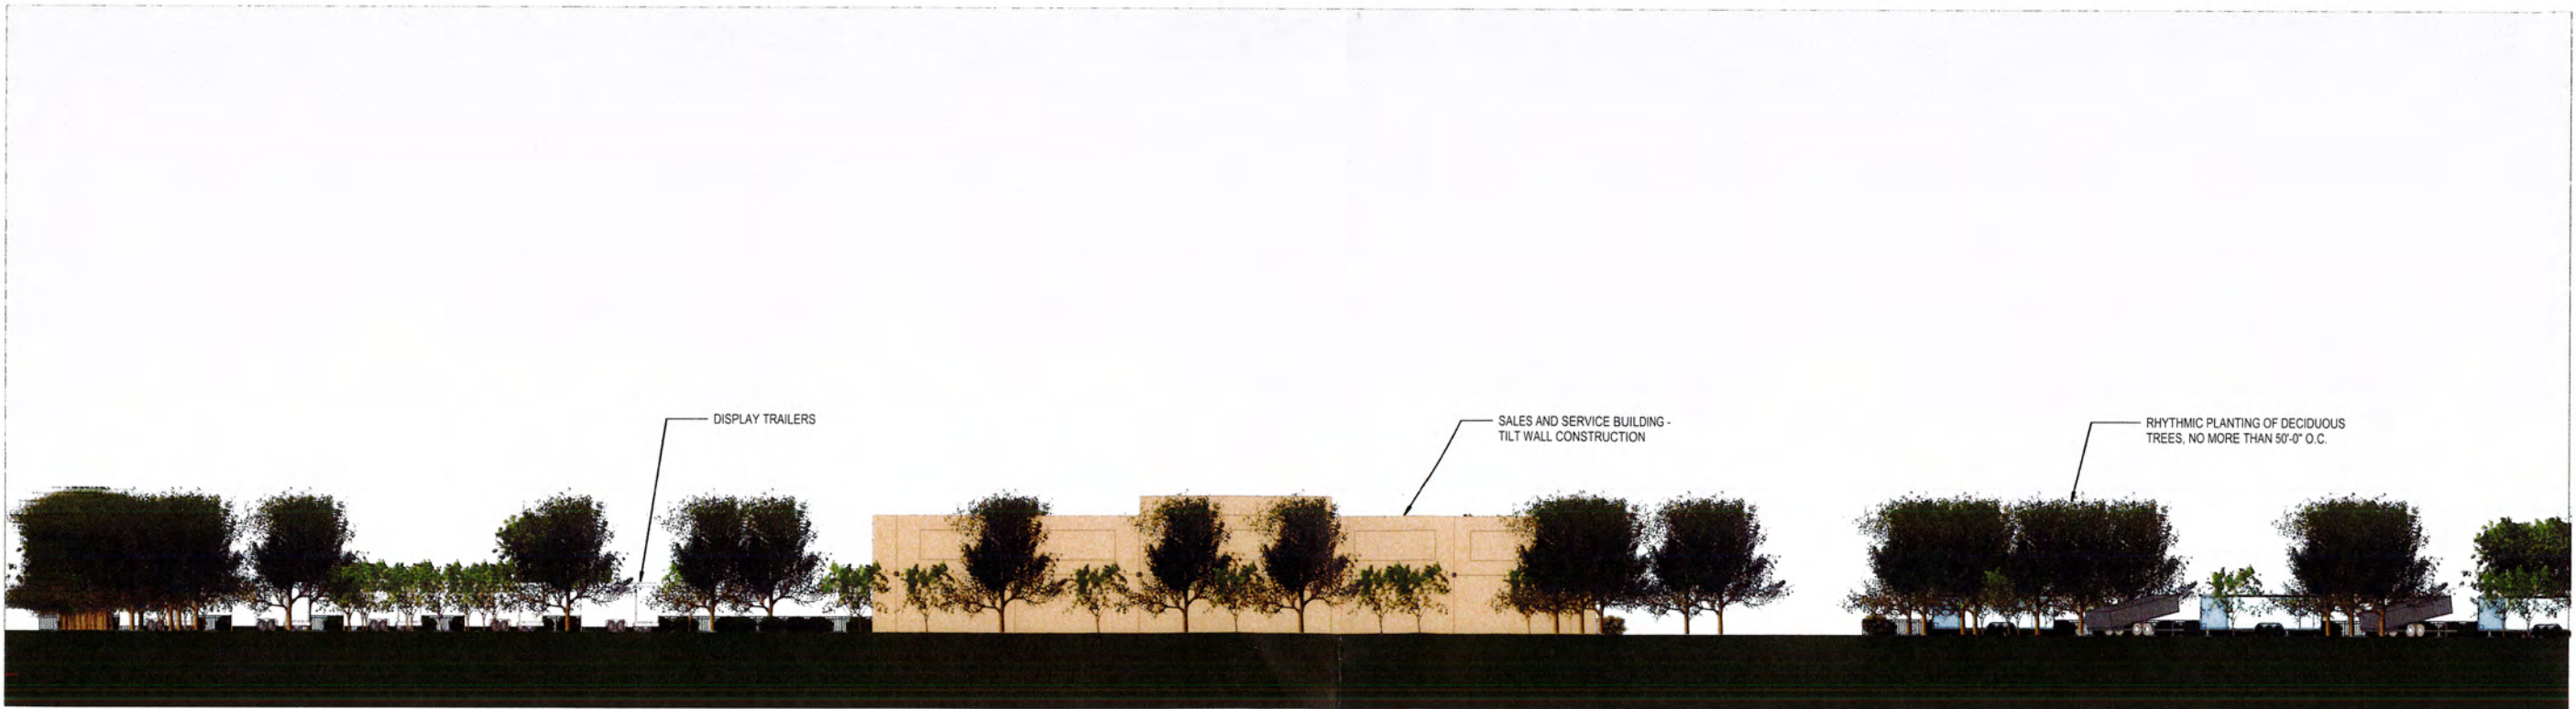 DISPLAY TRAILERS
SALES AND SERVICE BUILDING -
TILT WALL CONSTRUCTION
RHYTHMIC PLANTING OF DECIDUOUS
TREES, NO MORE THAN 50'-0" O.C.